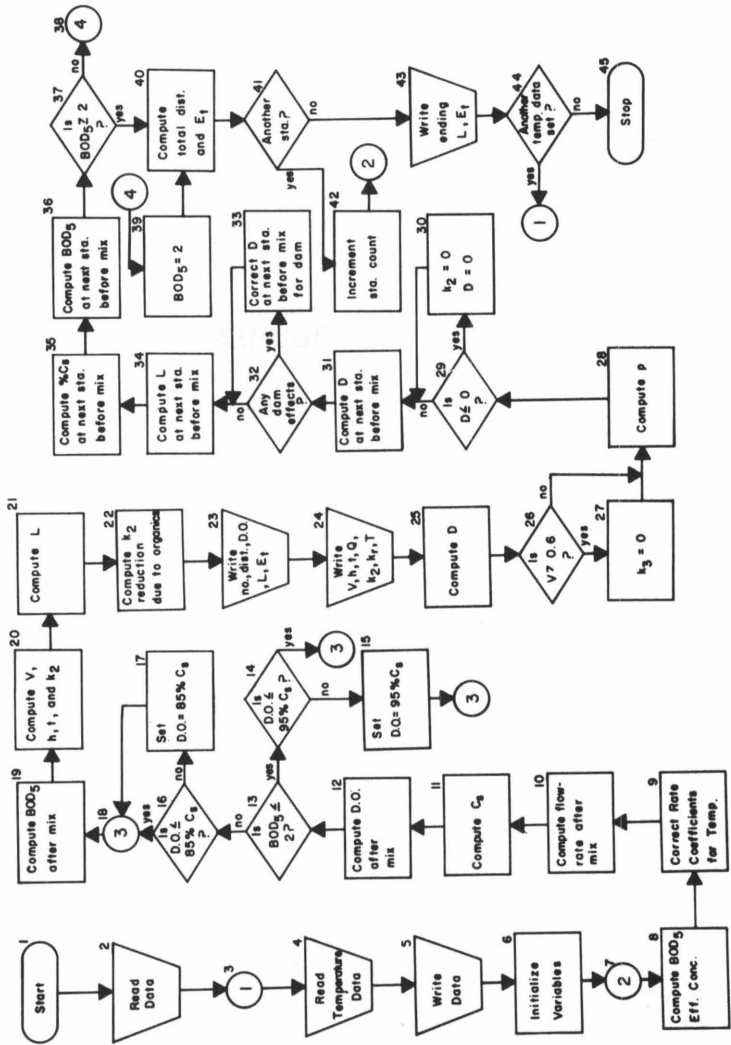 1
Start
2
Read
Data
3
1
4
Read
Temperature
Data
5
Write
Data
6
Initialize
Variables
7
2
8
Compute BOD5
Eff. Conc.
9
Correct Rate
Coefficients
for Temp.
10
Compute flow-
rate after
mix
11
Compute Cs
12
Compute D.O.
after
mix
13
Is
BOD5 ≤
2?
no
yes
14
Is
D.O. ≤
95% Cs
?
yes
3
no
15
Set
D.O.= 95% Cs
3
16
Is
D.O. ≤
85% Cs
?
no
yes
17
Set
D.O.= 85% Cs
18
3
19
Compute BOD5
after mix
20
Compute V,
h, t, and k2
21
Compute L
22
Compute k2
reduction
due to organics
23
Write
no., dist., D.O.
, L, Et
24
Write
V, h, t, Q,
k2, kr, T
25
Compute D
26
Is
V> 0.6
?
no
yes
27
k3 = 0
28
Compute P
29
Is
D≤ 0
?
no
yes
30
k2 = 0
D = 0
31
Compute D
at next sta.
before mix
32
Any
dam
effects
?
no
yes
33
Correct D
at next sta.
before mix
for dam
34
Compute L
at next sta.
before mix
35
Compute %Cs
at next sta.
before mix
36
Compute BOD5
at next sta.
before mix
37
Is
BOD5 ≥ 2
?
no
yes
38
4
4
39
BOD5 = 2
40
Compute
total dist.
and Et
41
Another
sta.?
yes
no
42
Increment
sta. count
2
43
Write
ending
L, Et
44
Another
temp. data
set?
yes
no
1
45
Stop